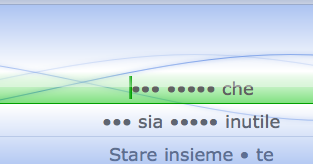 ••• ••••• che
••• sia ••••• inutile
Stare insieme • te